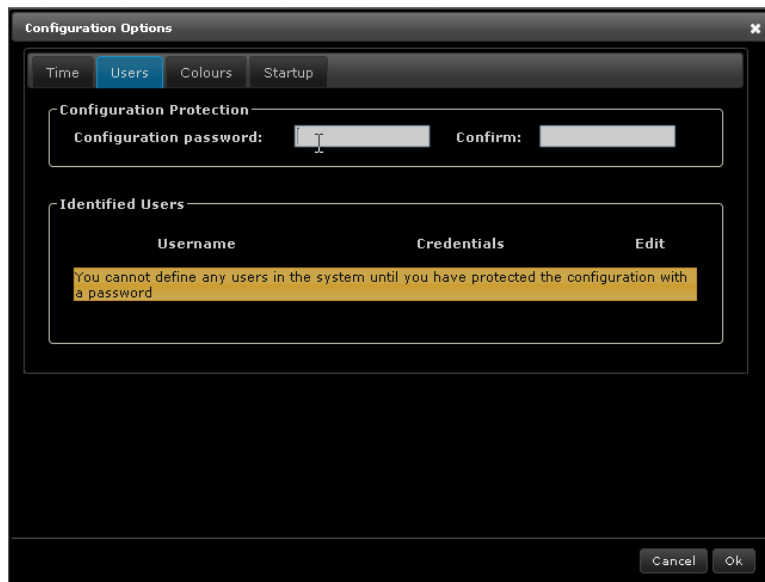 Configuration Options
Time Users Colours Startup
Configuration Protection
Configuration password: Confirm:
Identified Users
Username Credentials Edit
You cannot define any users in the system until you have protected the configuration with
a password
Cancel Ok